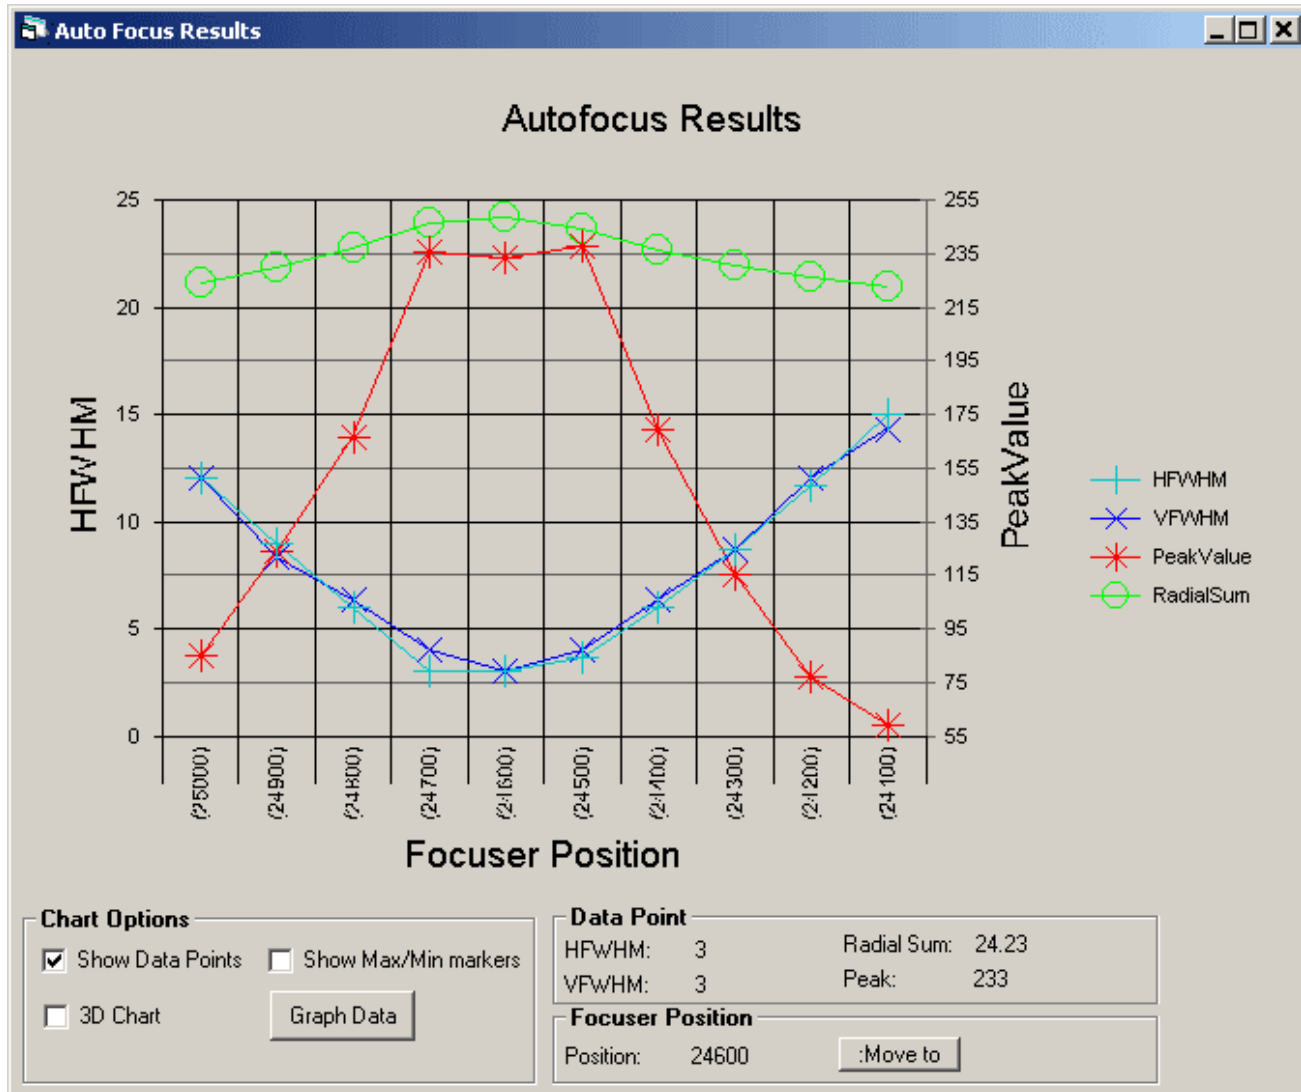 Auto Focus Results
Autofocus Results
25
20
15
10
5
0
HFWHM
255
235
215
195
175
155
135
115
95
75
55
PeakValue
HFWHM
VFWHM
PeakValue
RadialSum
(25000)
(24900)
(24800)
(24700)
(24600)
(24500)
(24400)
(24300)
(24200)
(24100)
Focuser Position
Chart Options
Show Data Points Show Max/Min markers
3D Chart Graph Data
Data Point
HFWHM: 3 Radial Sum: 24.23
VFWHM: 3 Peak: 233
Focuser Position
Position: 24600 :Move to